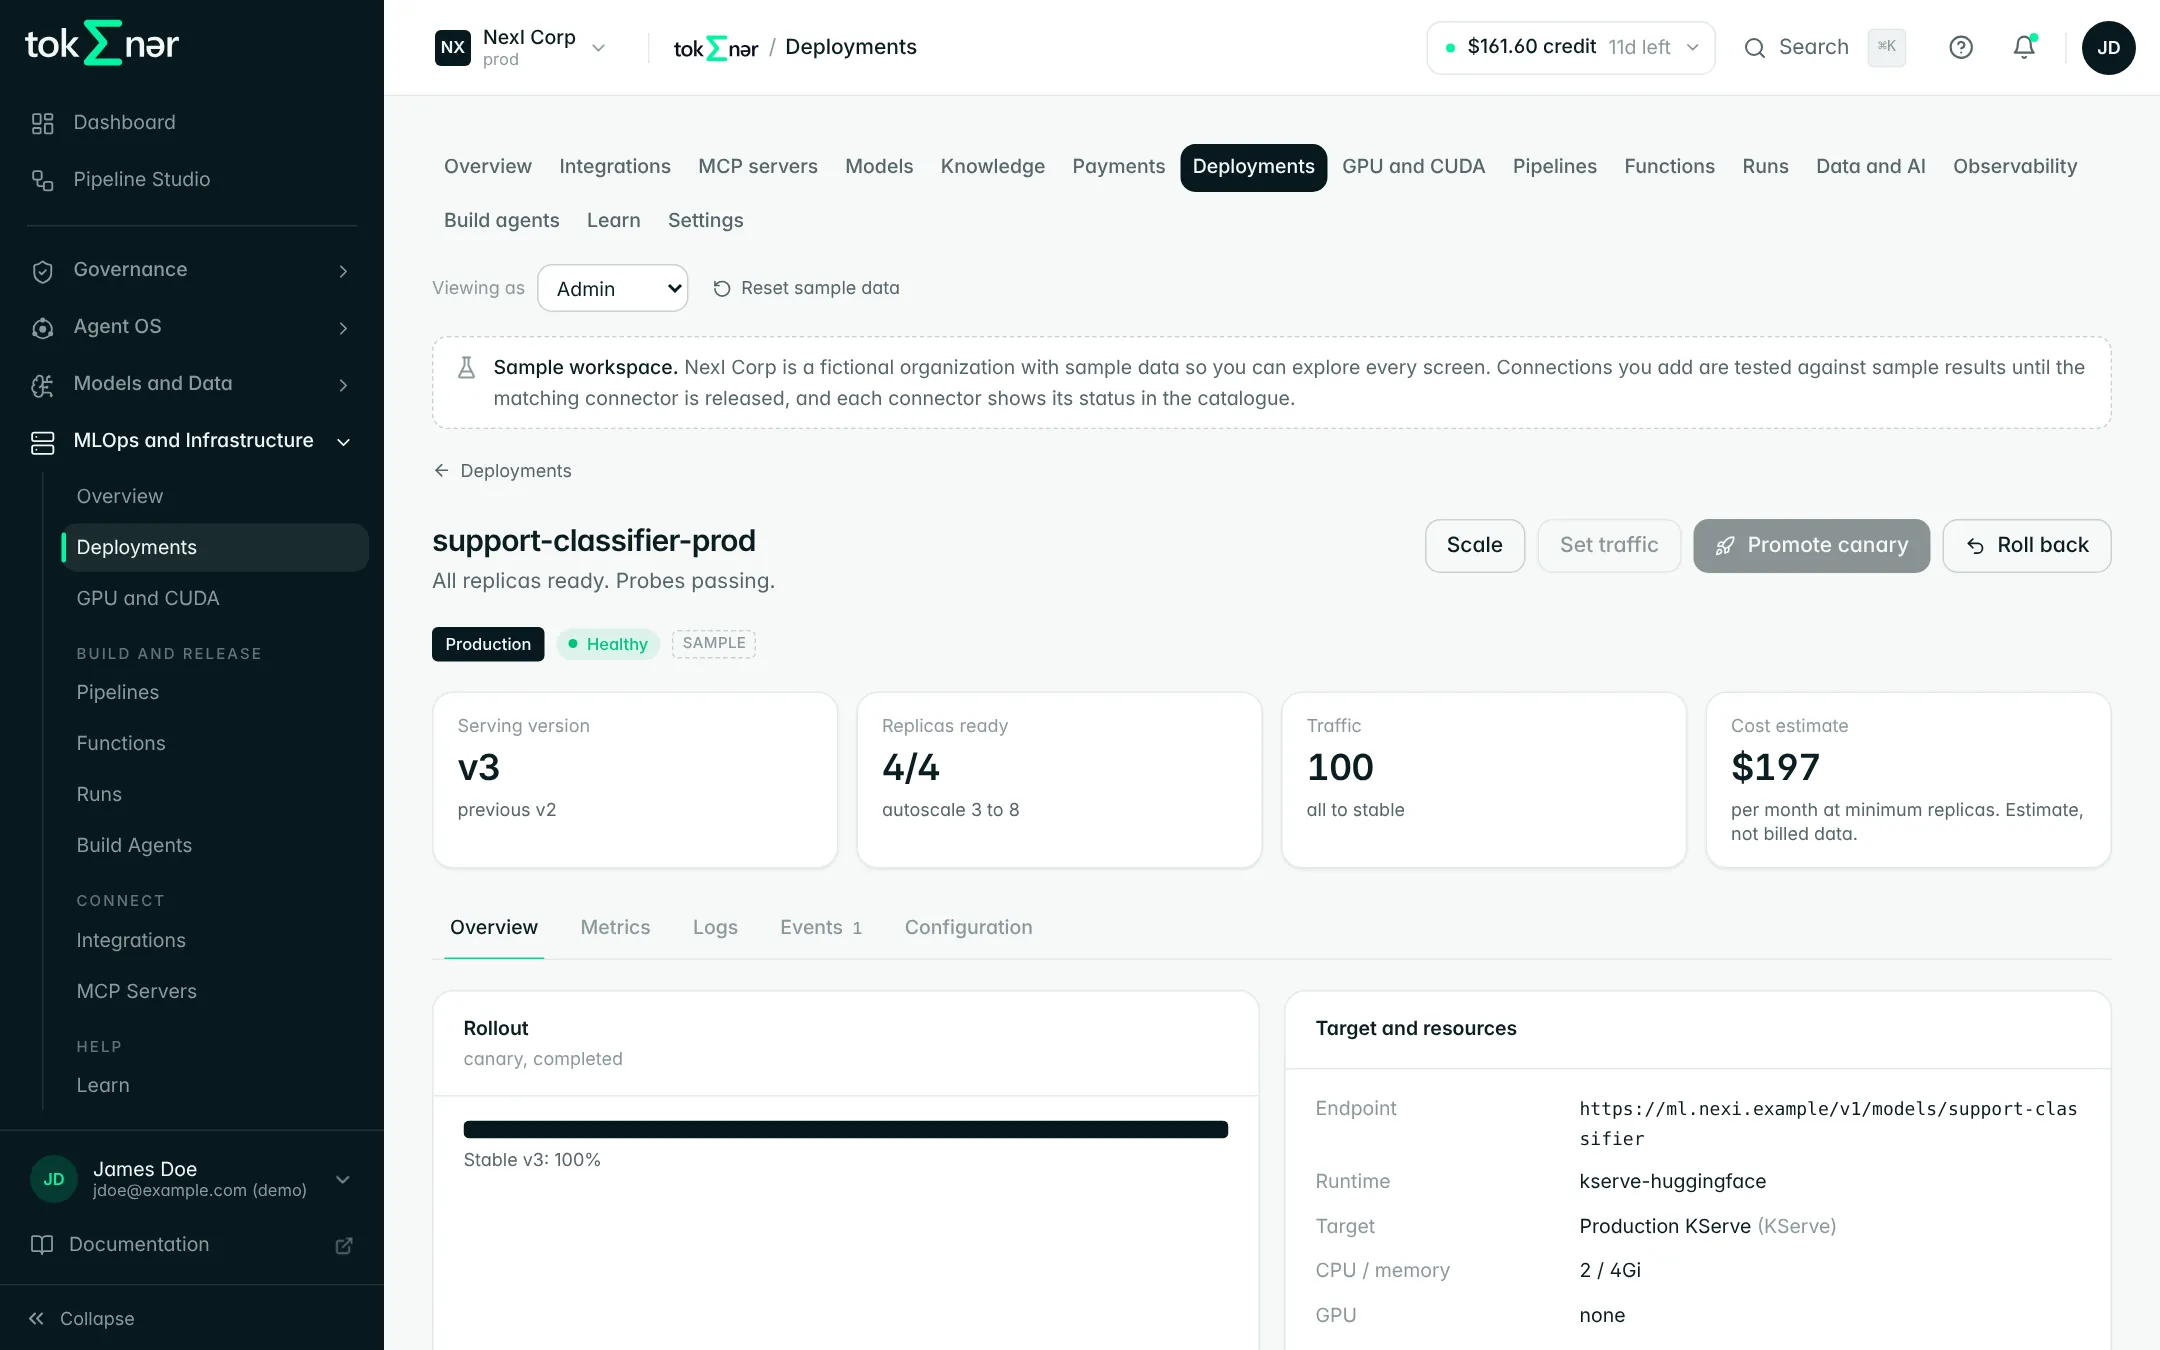 tokΣnər
Dashboard
Pipeline Studio
Governance
Agent OS
Models and Data
MLOps and Infrastructure
Overview
Deployments
GPU and CUDA
BUILD AND RELEASE
Pipelines
Functions
Runs
Build Agents
CONNECT
Integrations
MCP Servers
HELP
Learn
JD
James Doe
jdoe@example.com (demo)
Documentation
Collapse
NX
Nexl Corp
prod
tokΣnər / Deployments
$161.60 credit 11d left
Search ⌘K
JD
Overview Integrations MCP servers Models Knowledge Payments Deployments GPU and CUDA Pipelines Functions Runs Data and AI Observability
Build agents Learn Settings
Viewing as Admin Reset sample data
Sample workspace. Nexl Corp is a fictional organization with sample data so you can explore every screen. Connections you add are tested against sample results until the
matching connector is released, and each connector shows its status in the catalogue.
Deployments
support-classifier-prod
All replicas ready. Probes passing.
Scale Set traffic Promote canary Roll back
Production Healthy SAMPLE
Serving version
v3
previous v2
Replicas ready
4/4
autoscale 3 to 8
Traffic
100
all to stable
Cost estimate
$197
per month at minimum replicas. Estimate,
not billed data.
Overview Metrics Logs Events 1 Configuration
Rollout
canary, completed
Stable v3: 100%
Target and resources
Endpoint https://ml.nexi.example/v1/models/support-clas
sifier
Runtime kserve-huggingface
Target Production KServe (KServe)
CPU / memory 2 / 4Gi
GPU none